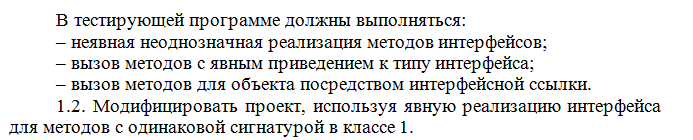 В тестирующей программе должны выполняться:
– неявная неоднозначная реализация методов интерфейсов;
– вызов методов с явным приведением к типу интерфейса;
– вызов методов для объекта посредством интерфейсной ссылки.
1.2. Модифицировать проект, используя явную реализацию интерфейса
для методов с одинаковой сигнатурой в классе 1.